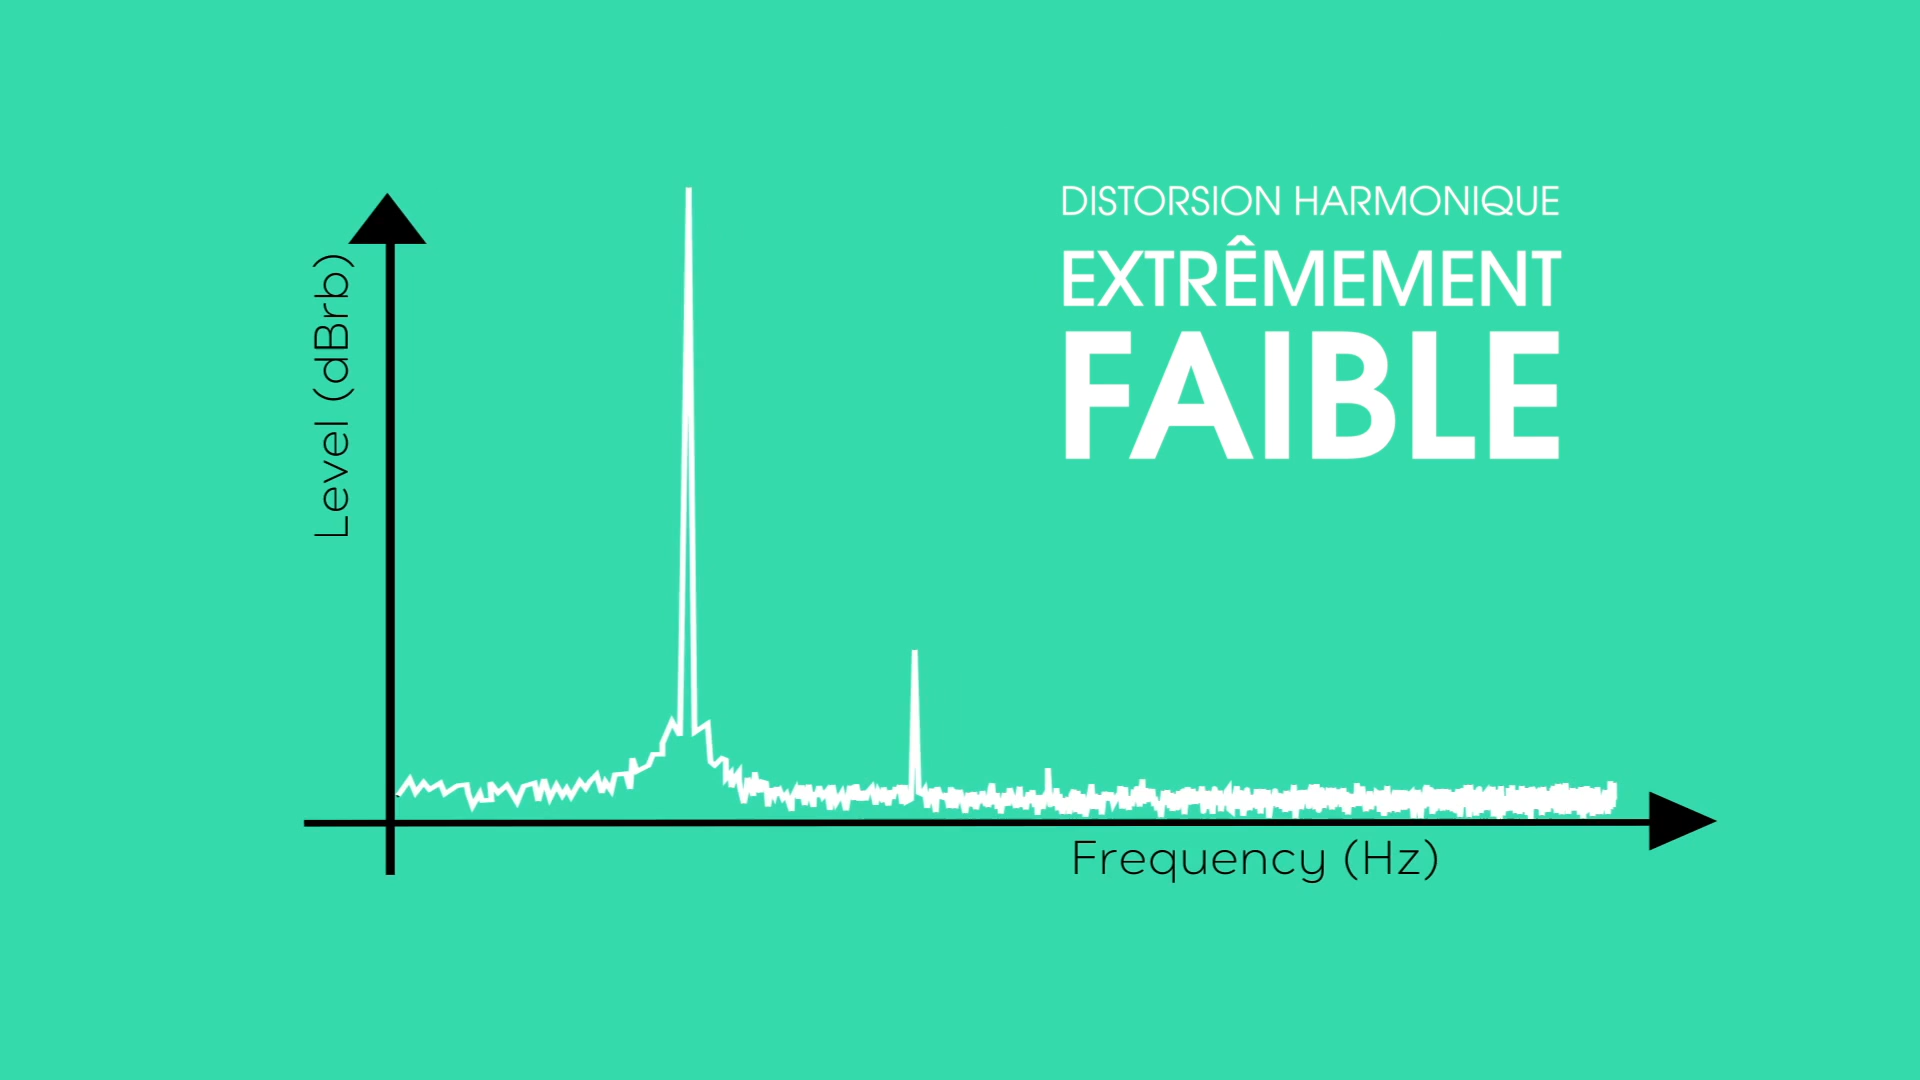 DISTORSION HARMONIQUE
EXTRÊMEMENT
FAIBLE
Level (dBrb)
Frequency (Hz)